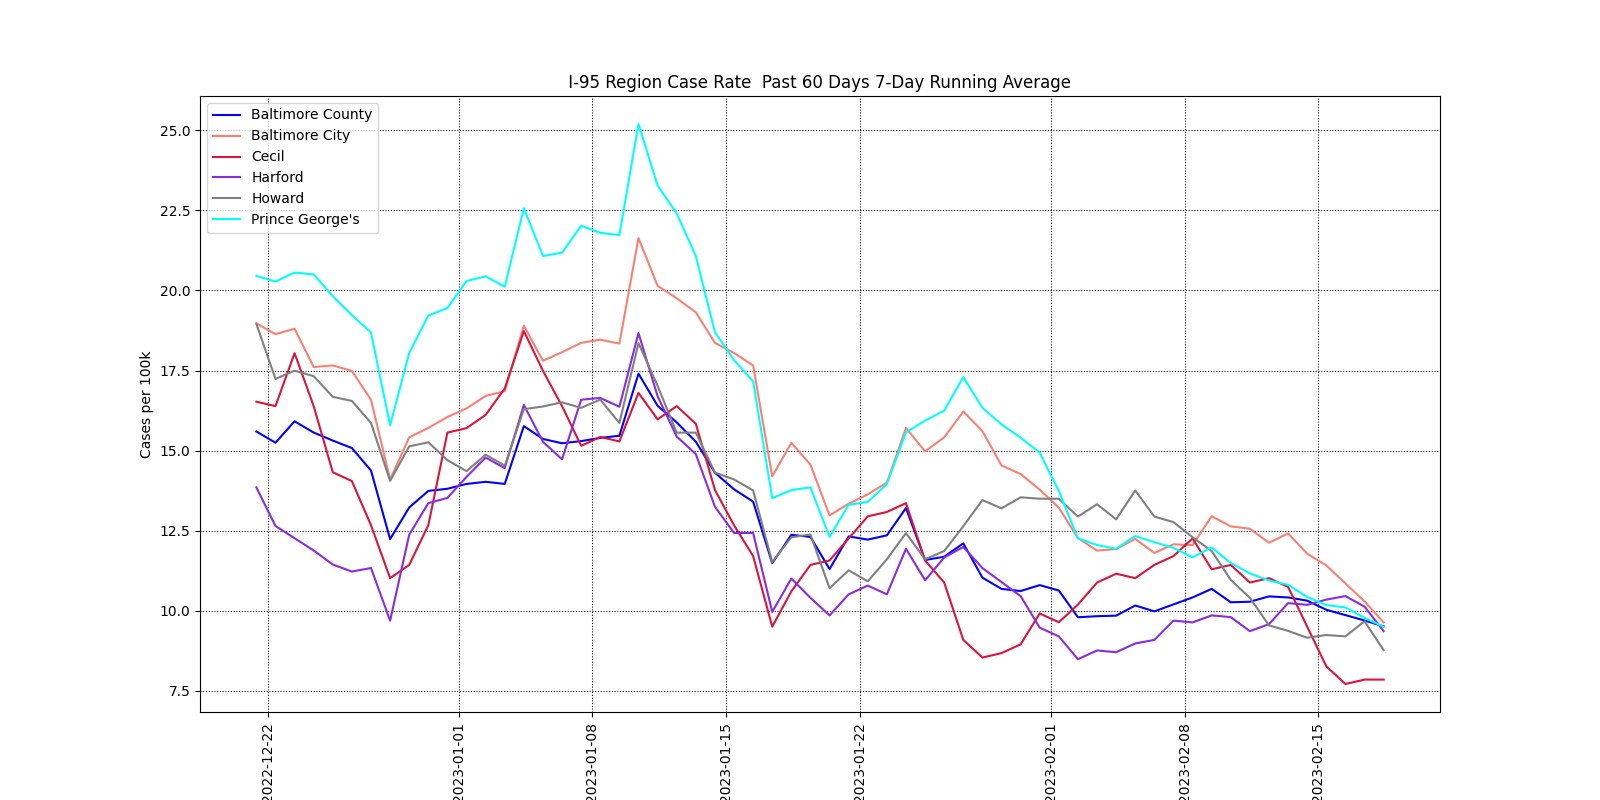 I-95 Region Case Rate  Past 60 Days 7-Day Running Average
Baltimore County
Baltimore City
Cecil
Harford
Howard
Prince George's
Cases per 100k
25.0
22.5
20.0
17.5
15.0
12.5
10.0
7.5
2022-12-22
2023-01-01
2023-01-08
2023-01-15
2023-01-22
2023-02-01
2023-02-08
2023-02-15